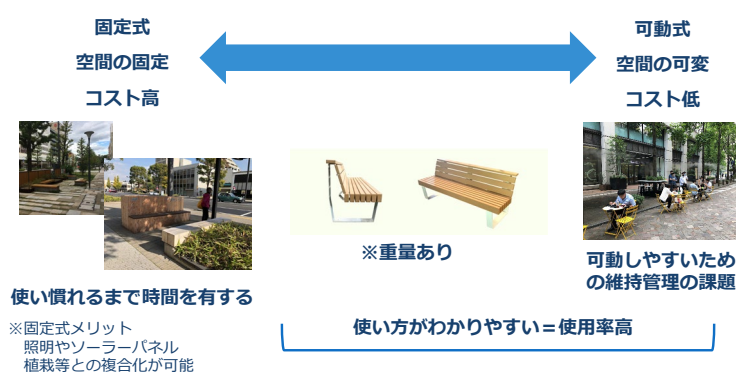 固定式
空間の固定
コスト高
可動式
空間の可変
コスト低
※重量あり
可動しやすいため
の維持管理の課題
使い慣れるまで時間を有する
※固定式メリット
照明やソーラーパネル
植栽等との複合化が可能
使い方がわかりやすい＝使用率高